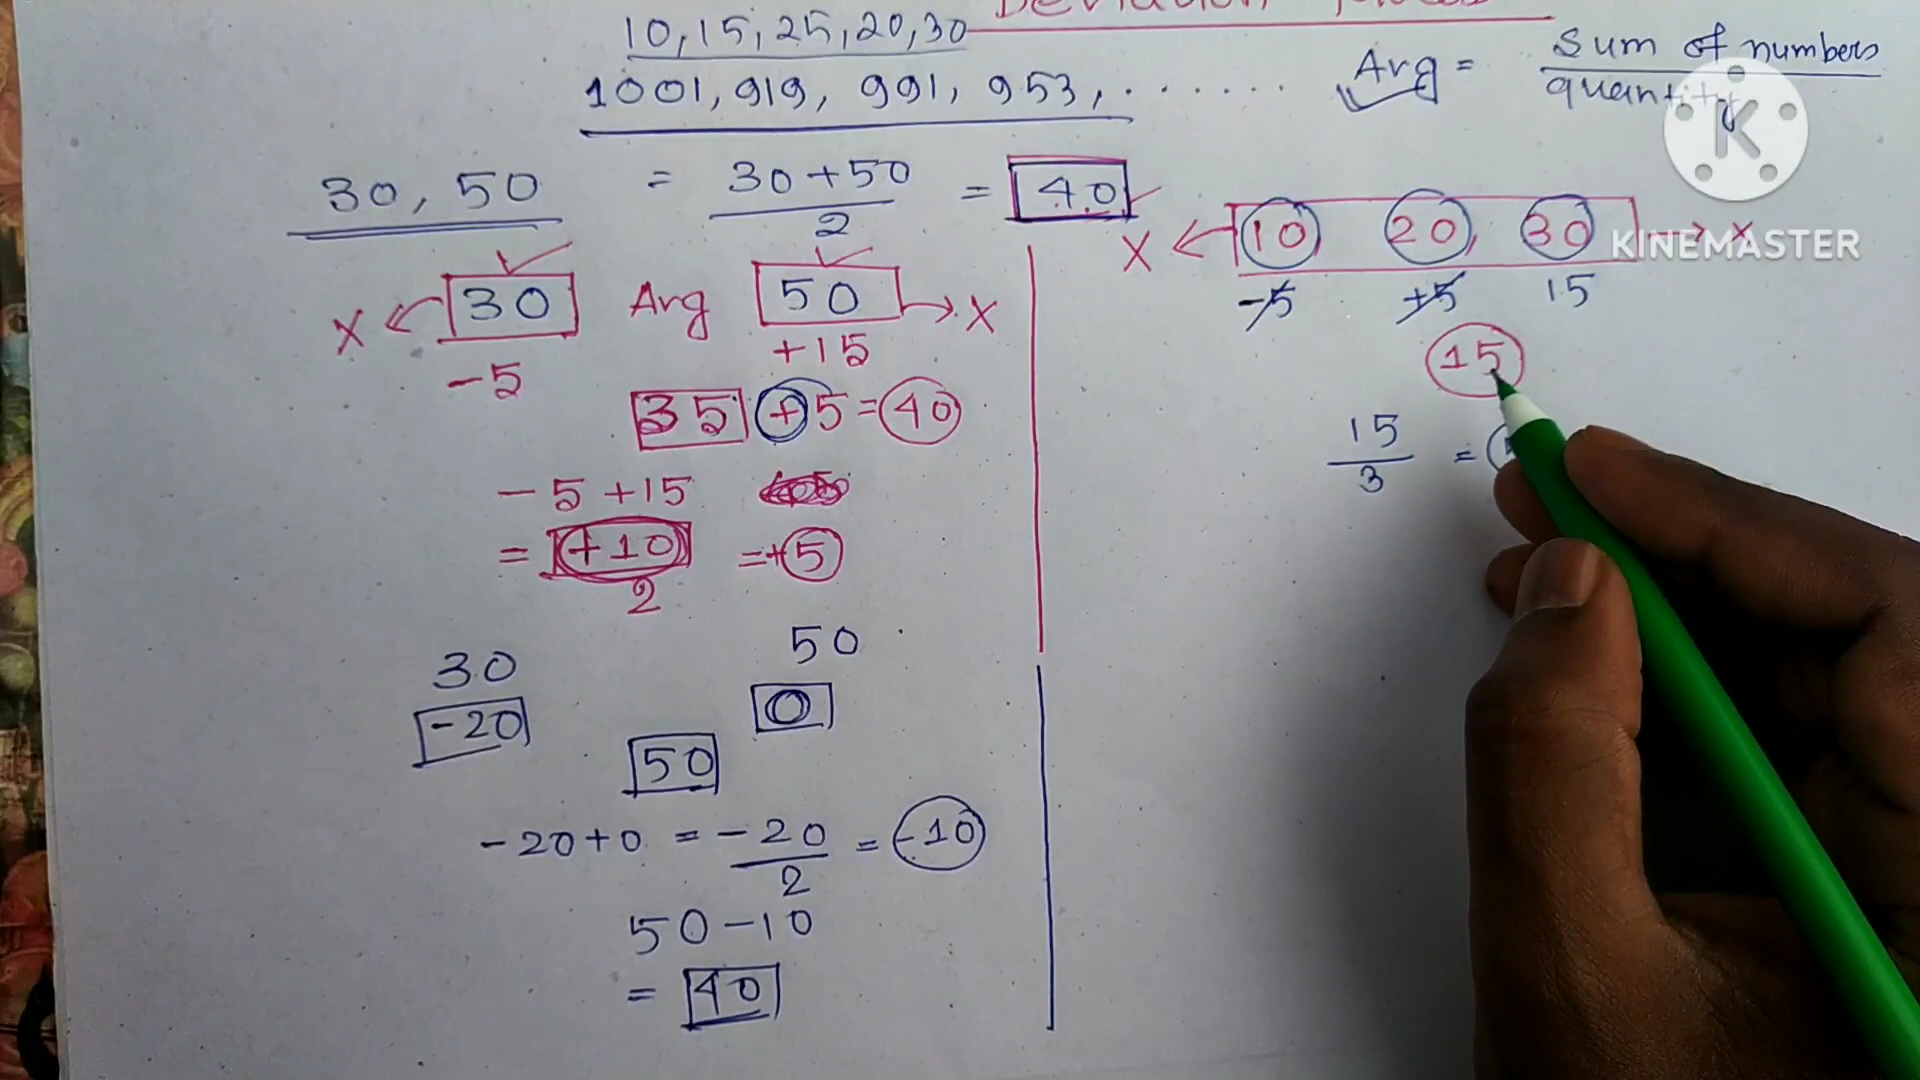 10, 15, 25, 20, 30
1001, 919, 991, 953, .......
Avg = Sum of numbers / quantity
30, 50 = 30+50 / 2 = 40
X ← 30 Avg 50 → X
-5 +15
35 + 5 = 40
-5 +15
= +10 / 2 = +5
30 50
-20 0
50
-20+0 = -20 / 2 = -10
50-10
= 40
X ← 10 20, 30 → X
-5 +5 15
15
15 / 3 =
KINEMASTER